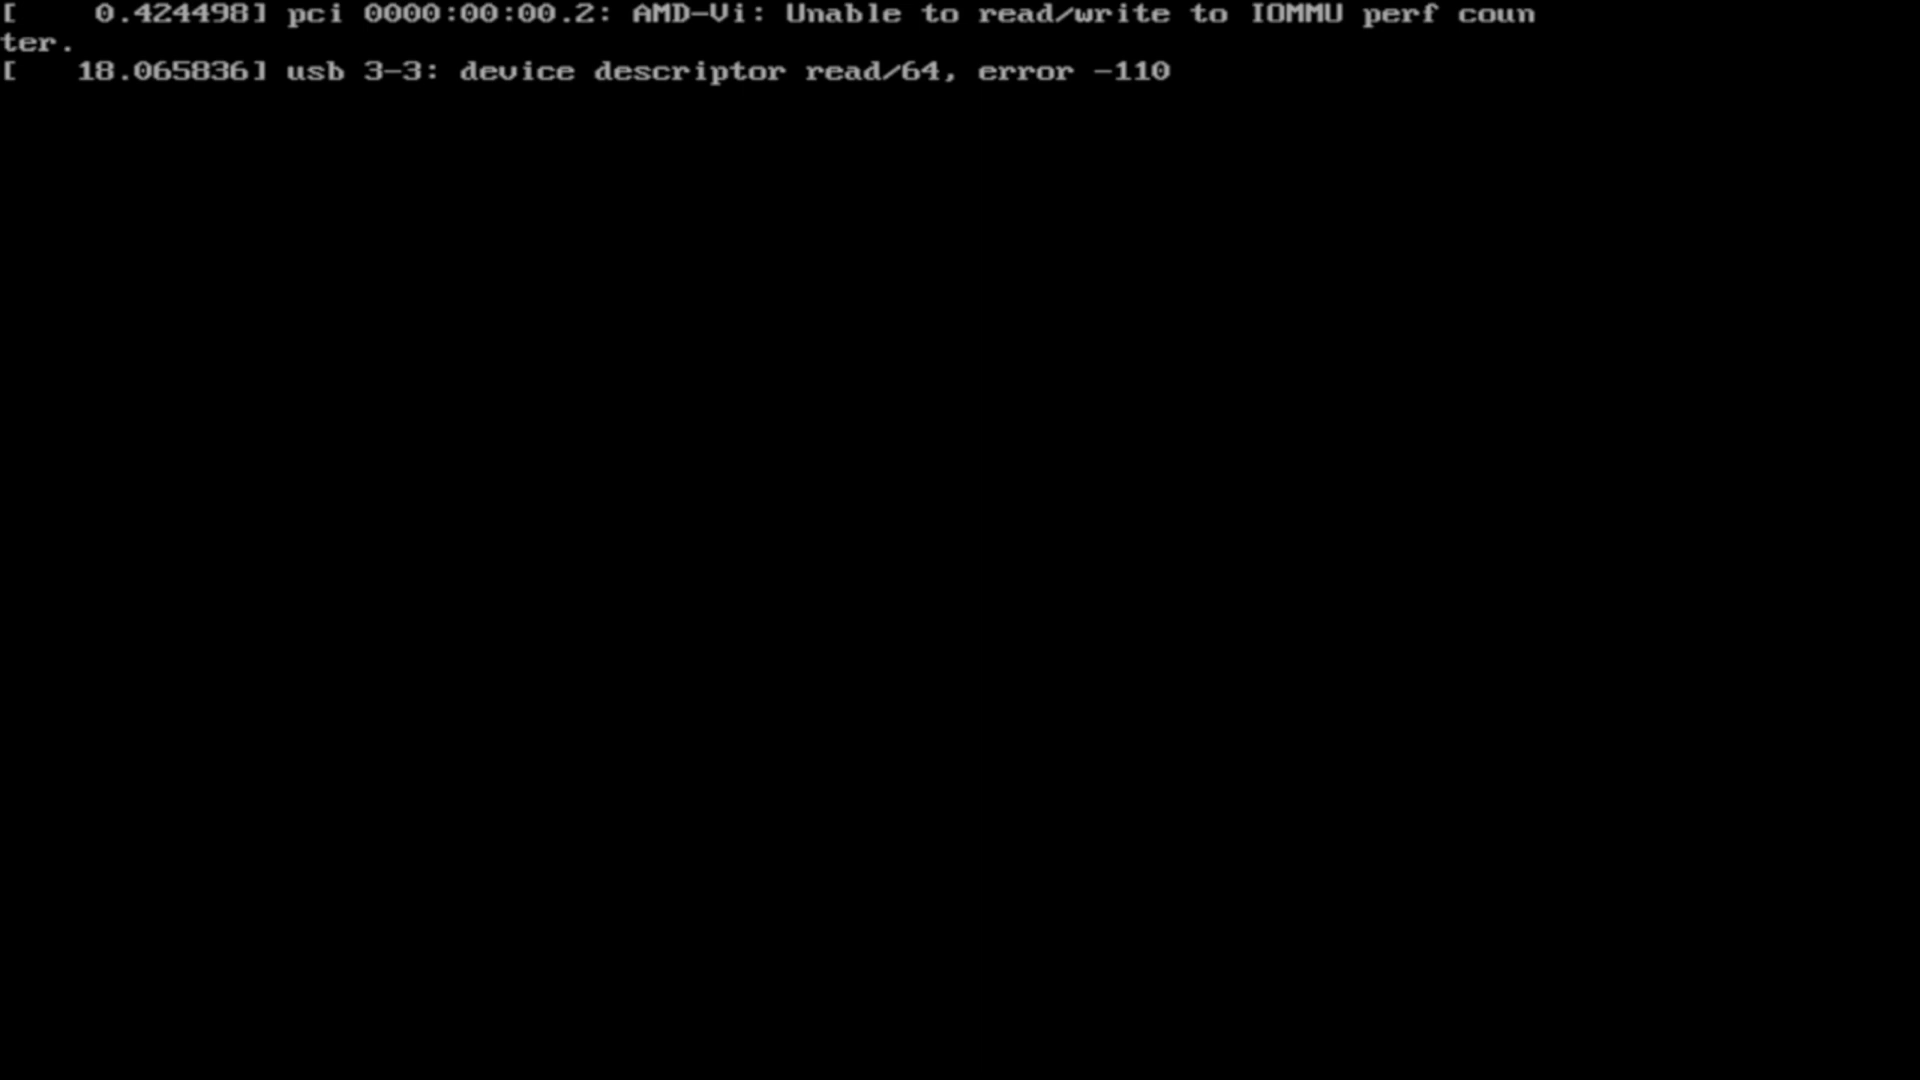 [    0.424498] pci 0000:00:00.2: AMD-Vi: Unable to read/write to IOMMU perf coun
ter.
[   18.065836] usb 3-3: device descriptor read/64, error -110